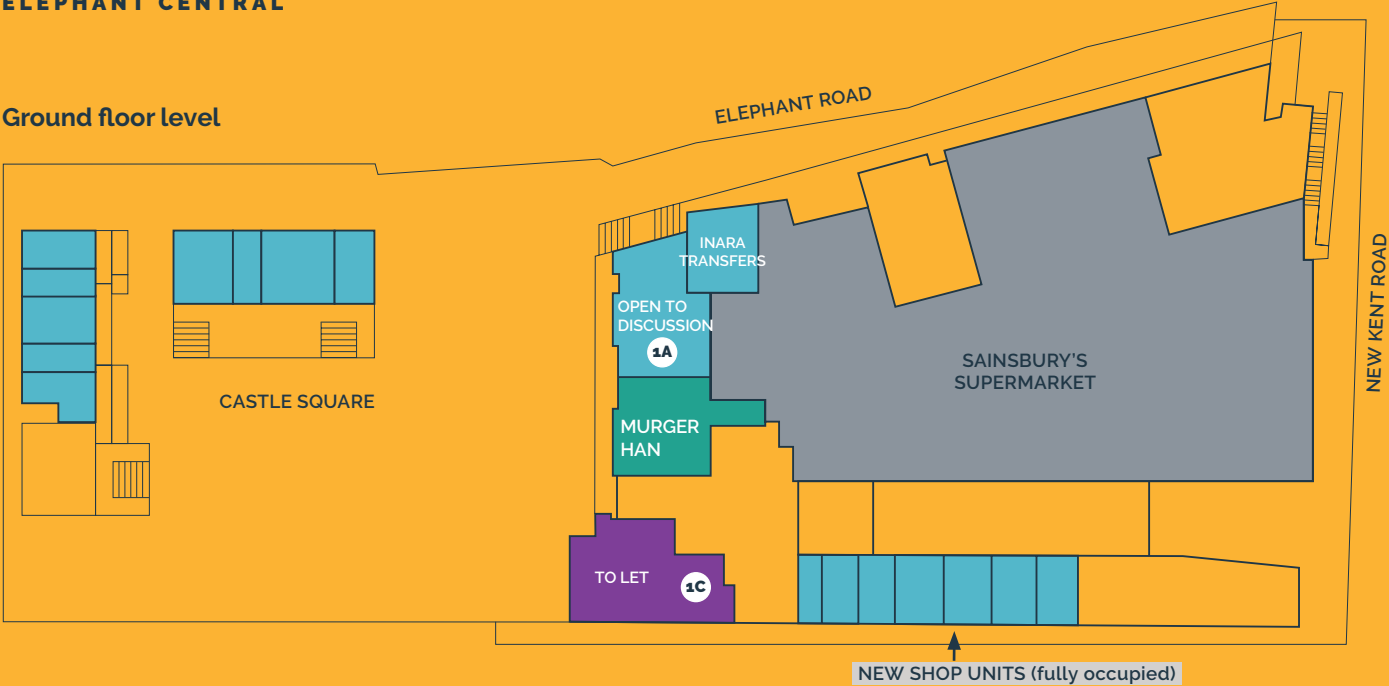 ELEPHANT CENTRAL
Ground floor level
ELEPHANT ROAD
INARA
TRANSFERS
OPEN TO
DISCUSSION
1A
SAINSBURY'S
SUPERMARKET
NEW KENT ROAD
CASTLE SQUARE
MURGER
HAN
TO LET
1C
NEW SHOP UNITS (fully occupied)